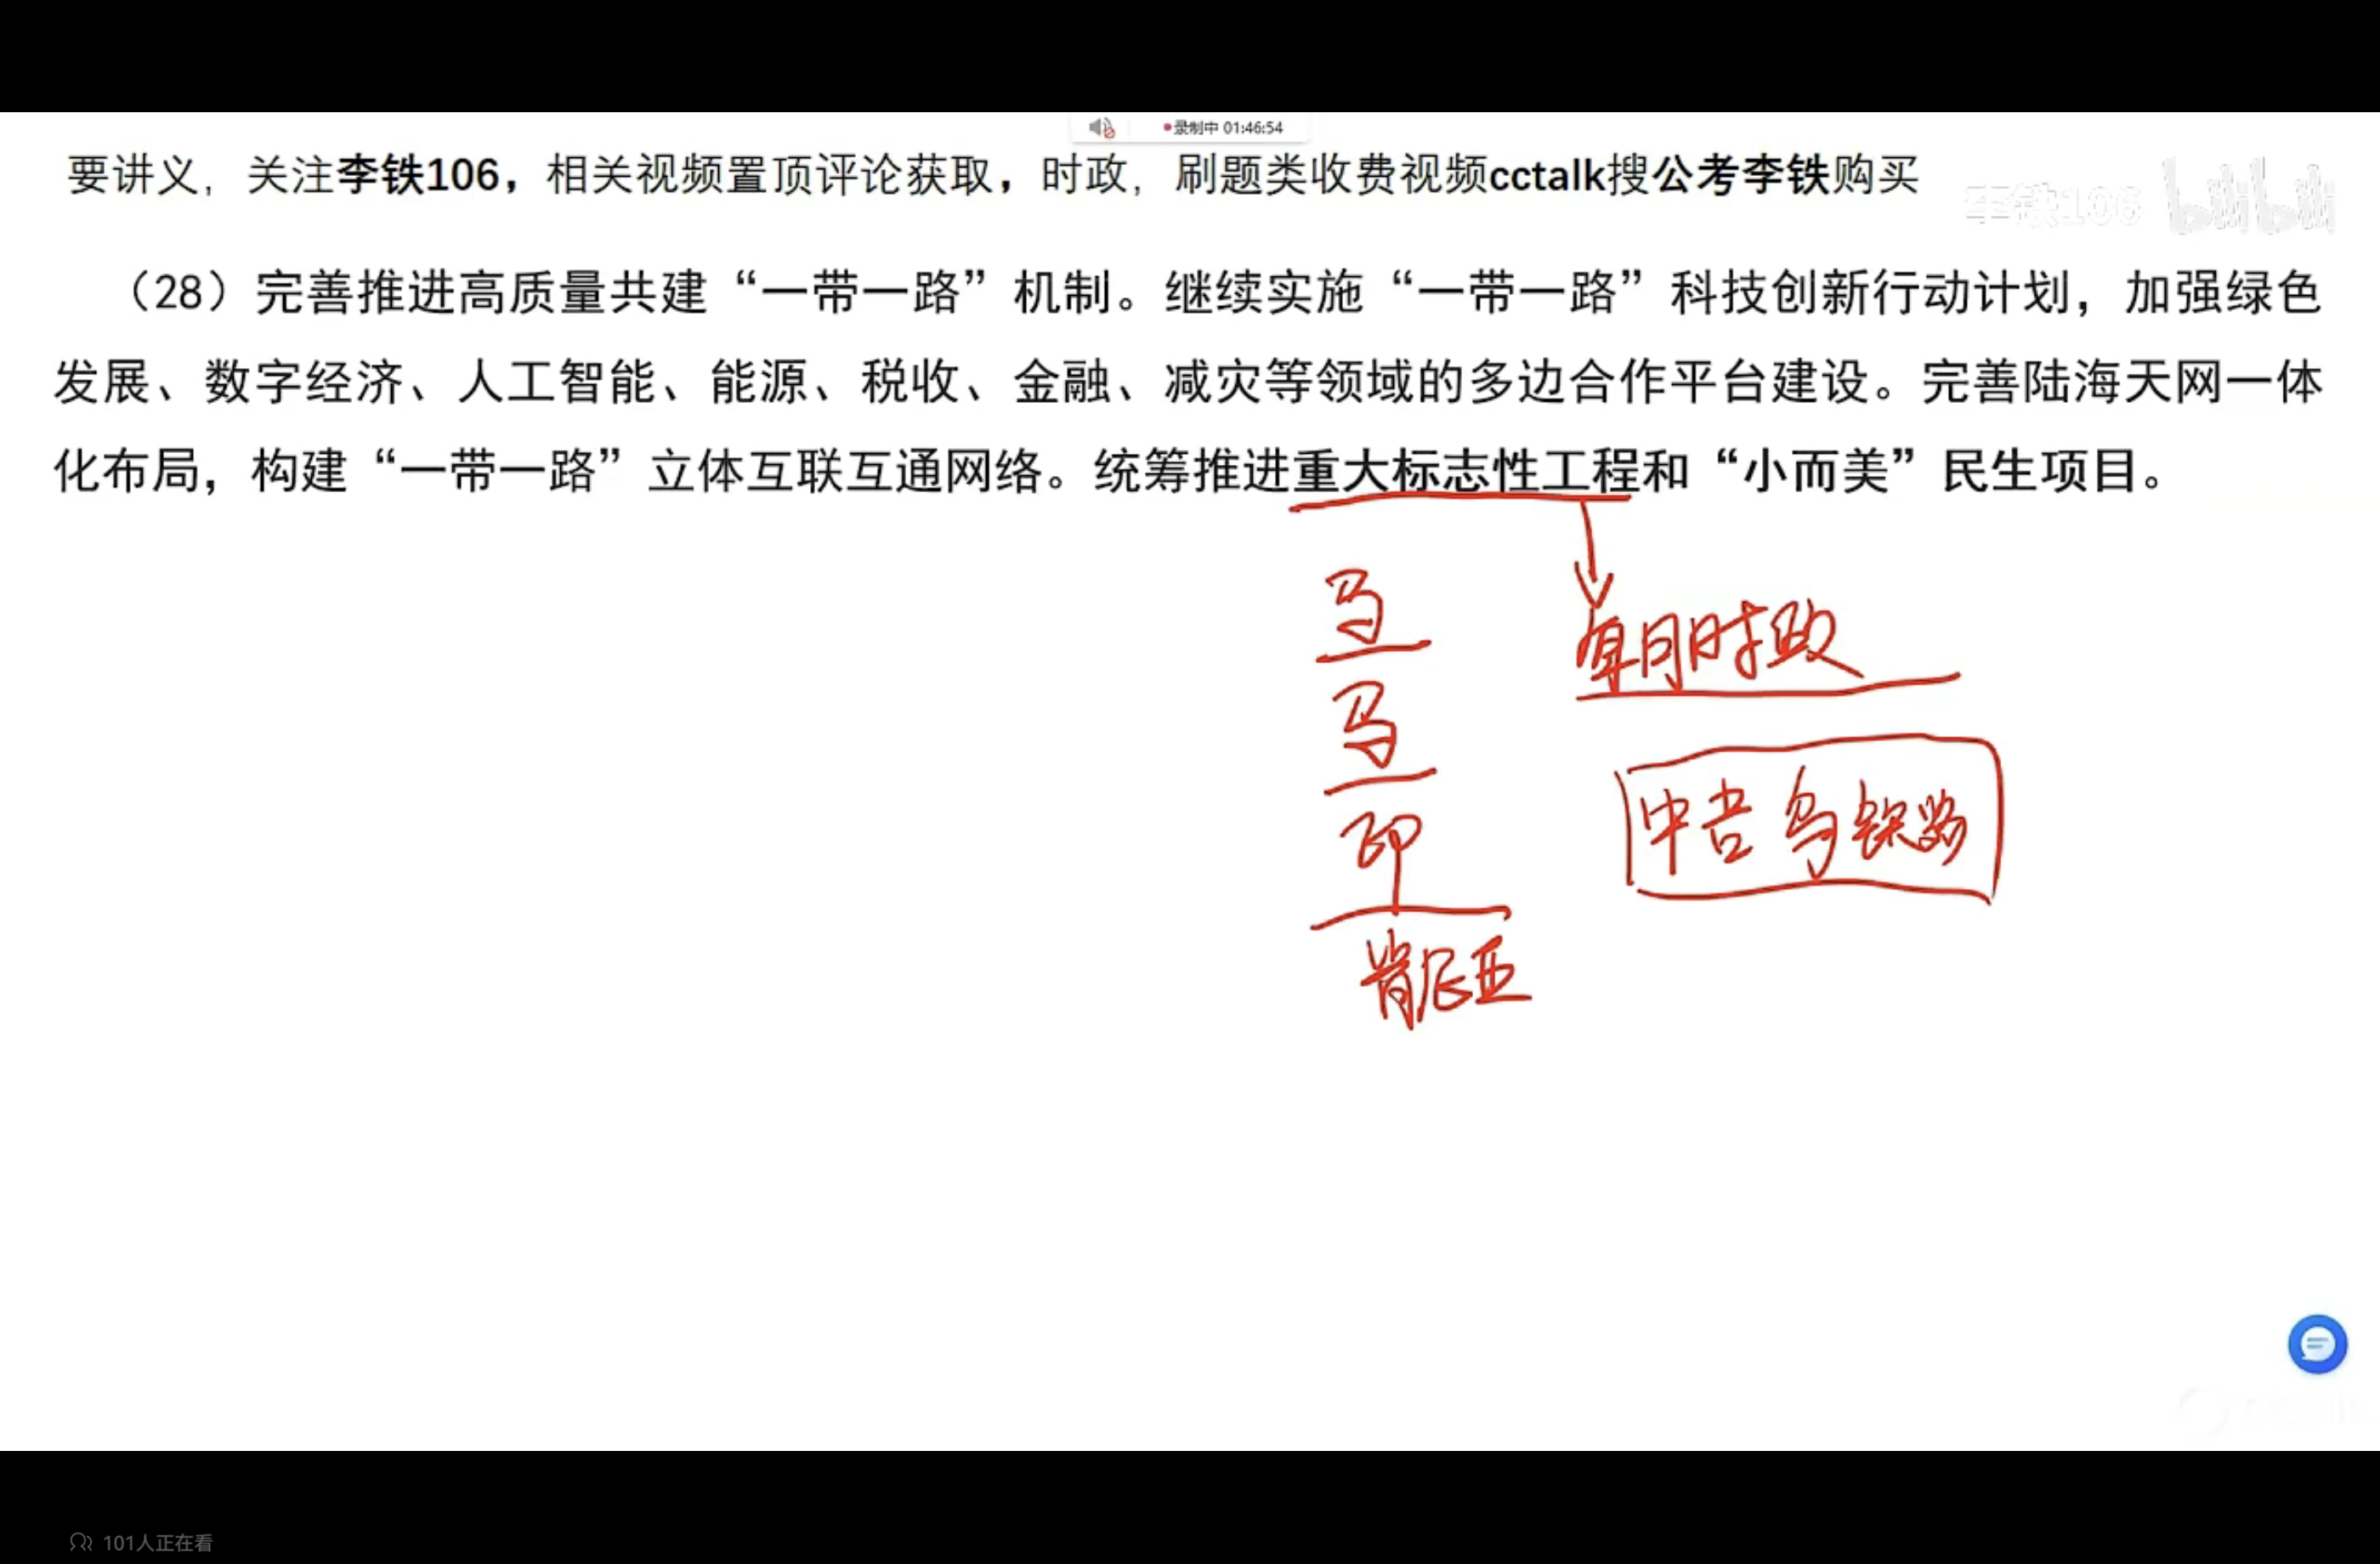 录制中 01:46:54
要讲义，关注李铁106，相关视频置顶评论获取，时政，刷题类收费视频cctalk搜公考李铁购买
李铁106 bilibili
（28）完善推进高质量共建“一带一路”机制。继续实施“一带一路”科技创新行动计划，加强绿色
发展、数字经济、人工智能、能源、税收、金融、减灾等领域的多边合作平台建设。完善陆海天网一体
化布局，构建“一带一路”立体互联互通网络。统筹推进重大标志性工程和“小而美”民生项目。
马
每月时政
马
印
中吉乌铁路
肯尼亚
101人正在看